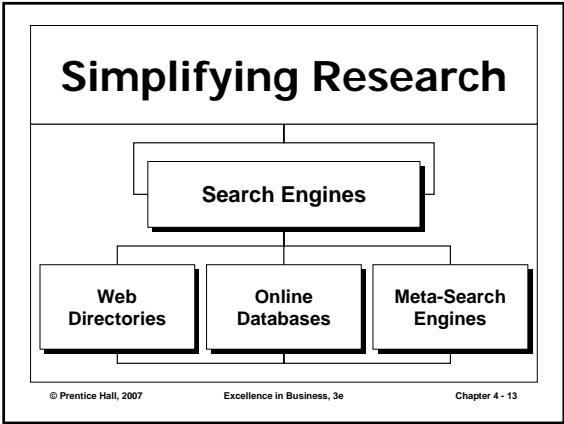 Simplifying Research
Search Engines
Web
Directories
Online
Databases
Meta-Search
Engines
© Prentice Hall, 2007
Excellence in Business, 3e
Chapter 4 - 13